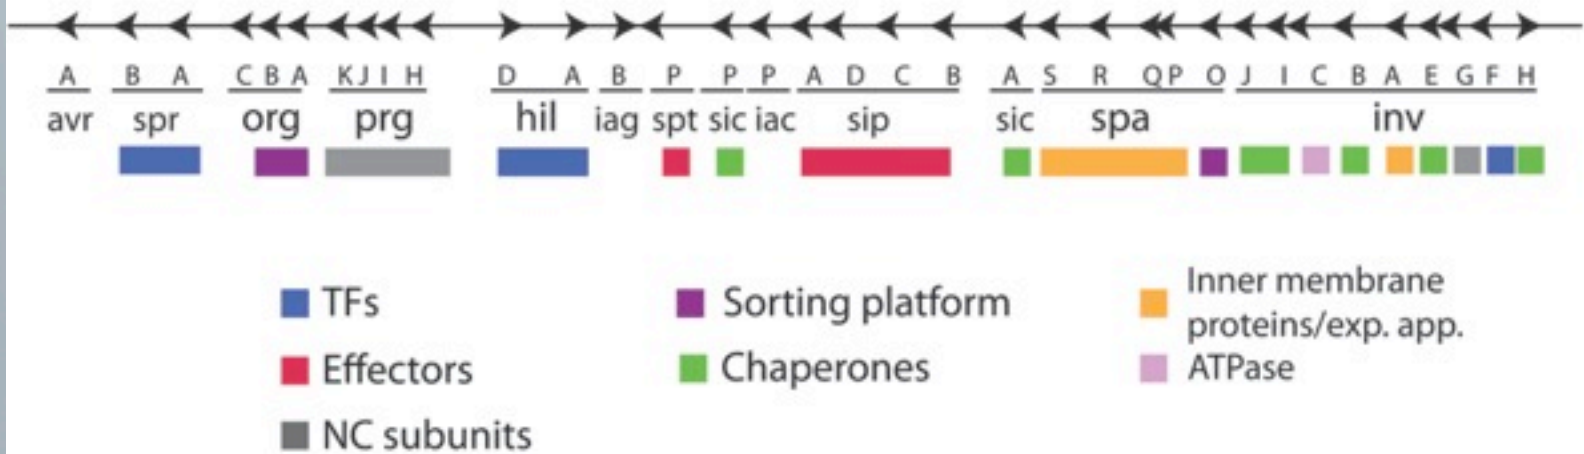 A B A C B A K J I H D A B P P P A D C B A S R Q P O J I C B A E G F H
avr spr org prg hil iag spt sic iac sip sic spa inv
TFs Sorting platform Inner membrane
proteins/exp. app.
Effectors Chaperones ATPase
NC subunits